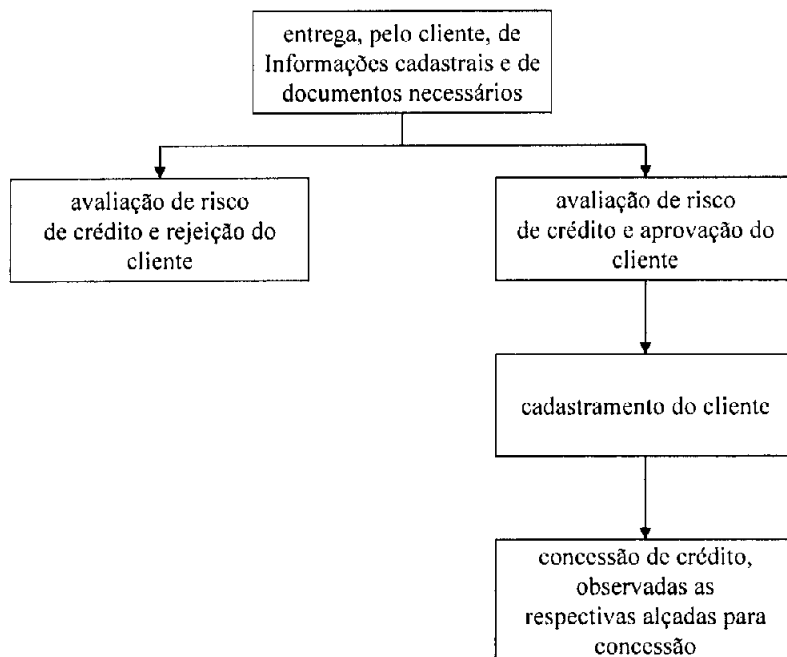 entrega, pelo cliente, de
Informações cadastrais e de
documentos necessários
avaliação de risco
de crédito e rejeição do
cliente
avaliação de risco
de crédito e aprovação do
cliente
cadastramento do cliente
concessão de crédito,
observadas as
respectivas alçadas para
concessão